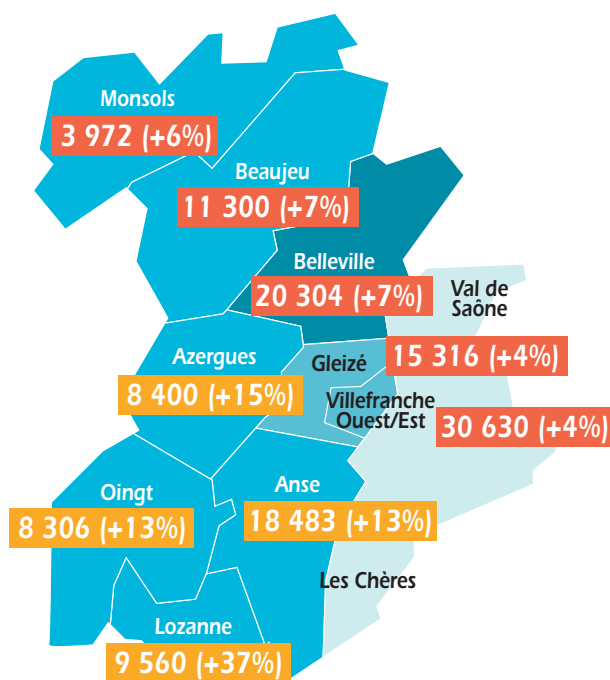 Monsols
3 972 (+6%)
Beaujeu
11 300 (+7%)
Belleville
20 304 (+7%)
Val de
Saône
Azergues
8 400 (+15%)
Gleizé
15 316 (+4%)
Villefranche
Ouest/Est
30 630 (+4%)
Oingt
8 306 (+13%)
Anse
18 483 (+13%)
Les Chères
Lozanne
9 560 (+37%)